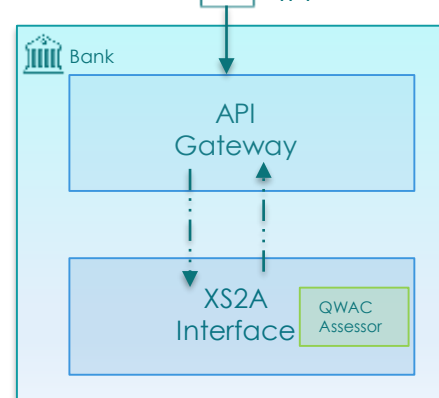 Bank
API
Gateway
XS2A
Interface
QWAC
Assessor